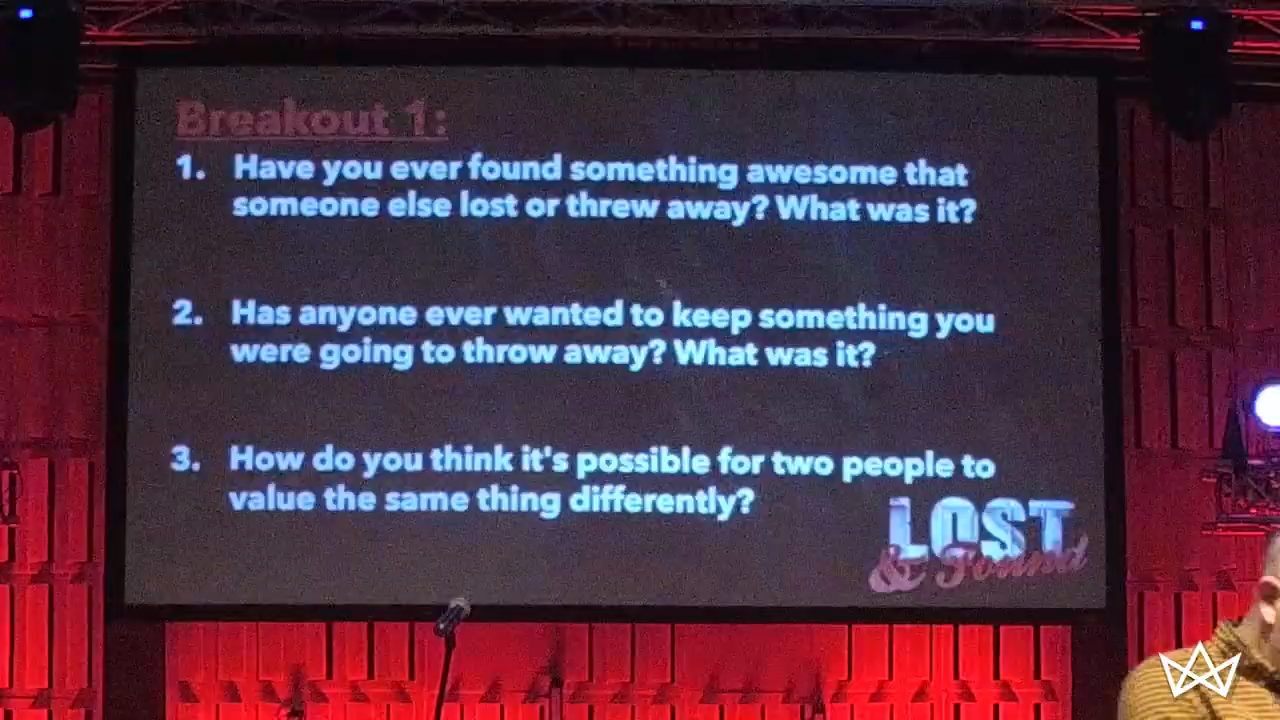 Breakout 1:
1. Have you ever found something awesome that
someone else lost or threw away? What was it?
2. Has anyone ever wanted to keep something you
were going to throw away? What was it?
3. How do you think it's possible for two people to
value the same thing differently?
LOST
& Found